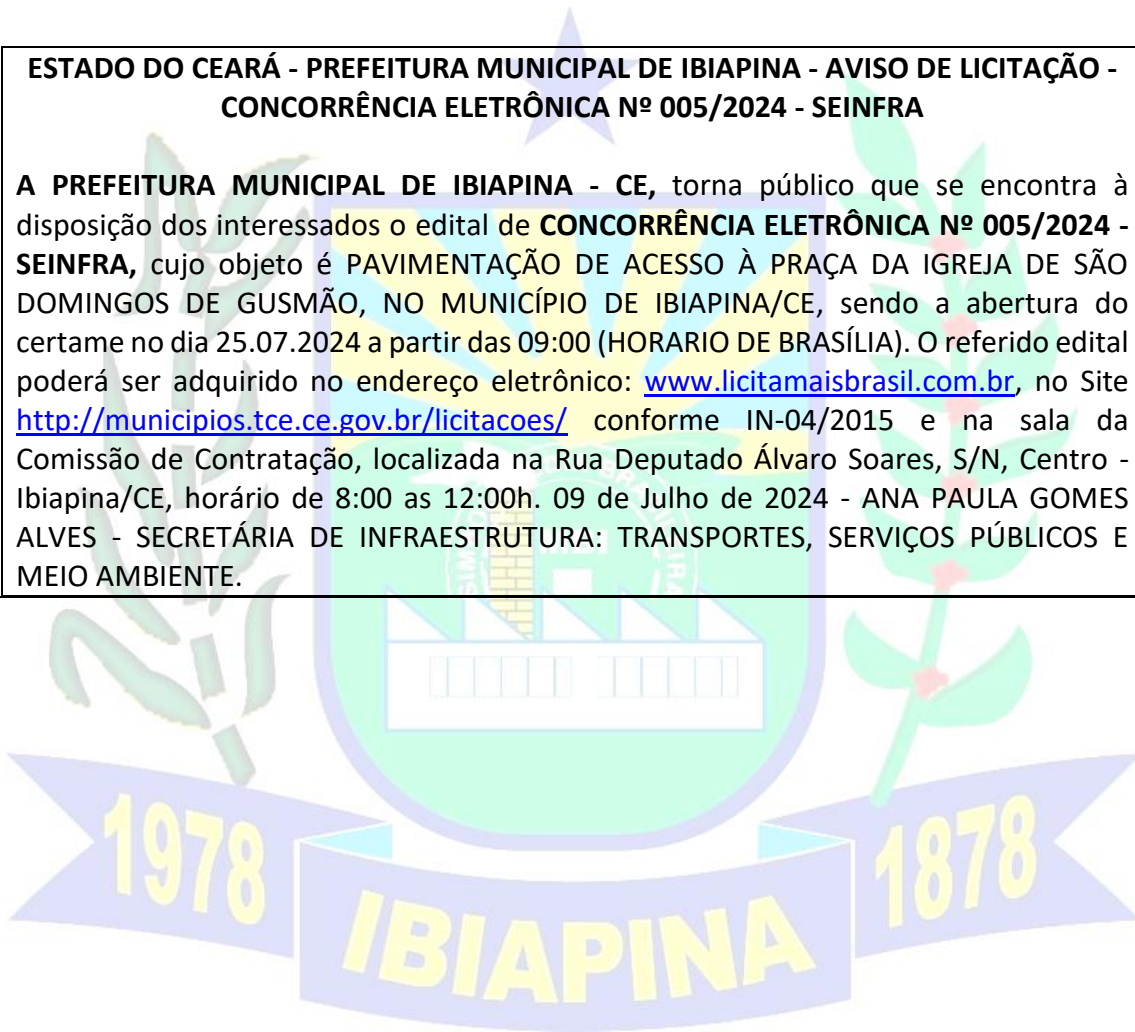 ESTADO DO CEARÁ - PREFEITURA MUNICIPAL DE IBIAPINA - AVISO DE LICITAÇÃO -
CONCORRÊNCIA ELETRÔNICA Nº 005/2024 - SEINFRA
A PREFEITURA MUNICIPAL DE IBIAPINA - CE, torna público que se encontra à
disposição dos interessados o edital de CONCORRÊNCIA ELETRÔNICA Nº 005/2024 -
SEINFRA, cujo objeto é PAVIMENTAÇÃO DE ACESSO À PRAÇA DA IGREJA DE SÃO
DOMINGOS DE GUSMÃO, NO MUNICÍPIO DE IBIAPINA/CE, sendo a abertura do
certame no dia 25.07.2024 a partir das 09:00 (HORARIO DE BRASÍLIA). O referido edital
poderá ser adquirido no endereço eletrônico: www.licitamaisbrasil.com.br, no Site
http://municipios.tce.ce.gov.br/licitacoes/ conforme IN-04/2015 e na sala da
Comissão de Contratação, localizada na Rua Deputado Álvaro Soares, S/N, Centro -
Ibiapina/CE, horário de 8:00 as 12:00h. 09 de Julho de 2024 - ANA PAULA GOMES
ALVES - SECRETÁRIA DE INFRAESTRUTURA: TRANSPORTES, SERVIÇOS PÚBLICOS E
MEIO AMBIENTE.
1978
1878
IBIAPINA